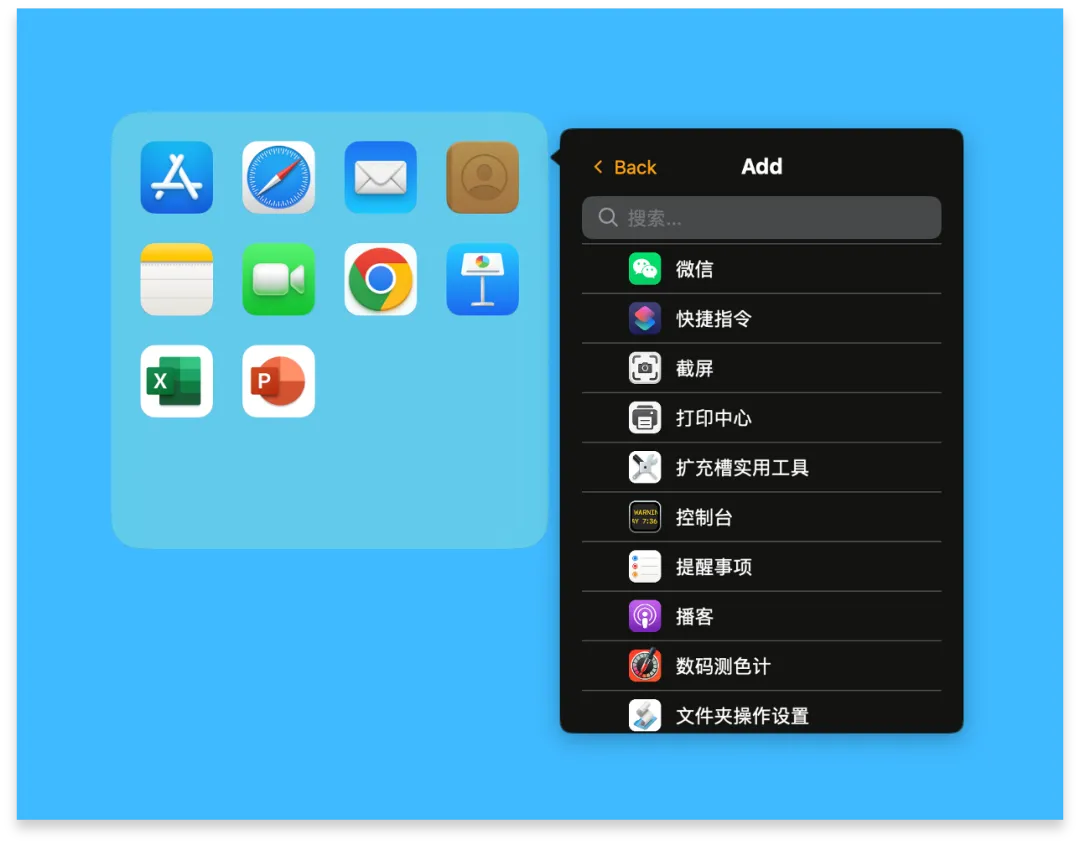 Back
Add
搜索...
微信
快捷指令
截屏
打印中心
扩充槽实用工具
WARNIN
AY 7:36
控制台
提醒事项
播客
数码测色计
文件夹操作设置
X
P